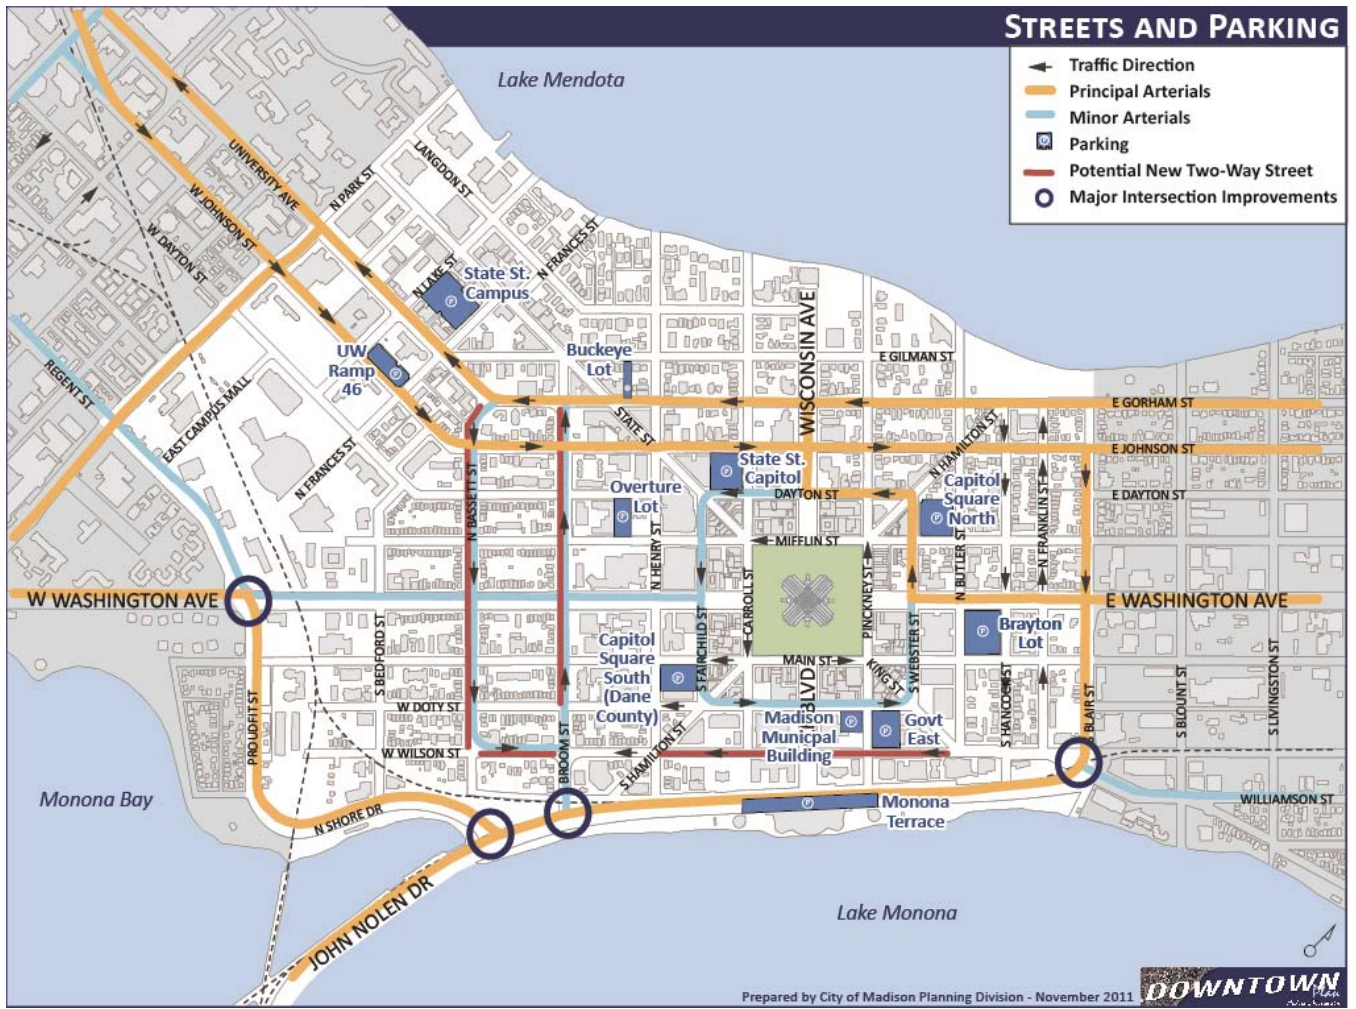 STREETS AND PARKING
Traffic Direction
Principal Arterials
Minor Arterials
Parking
Potential New Two-Way Street
Major Intersection Improvements
Lake Mendota
UNIVERSITY AVE
N PARK ST
LANGDON ST
W JOHNSON ST
W DAYTON ST
N LAKE ST
N FRANCES ST
State St.
Campus
UW
Ramp
46
Buckeye
Lot
WISCONSIN AVE
E GILMAN ST
REGENT ST
EAST CAMPUS MALL
N FRANCES ST
STATE ST
E GORHAM ST
N HAMILTON ST
E JOHNSON ST
State St.
Capitol
DAYTON ST
E DAYTON ST
Overture
Lot
Capitol
Square
North
N BASSETT ST
N HENRY ST
MIFFLIN ST
N BUTLER ST
N FRANKLIN ST
W WASHINGTON AVE
E WASHINGTON AVE
CARROLL ST
PINCKNEY ST
S FAIRCHILD ST
S WEBSTER ST
Brayton
Lot
S BEDFORD ST
Capitol
Square
South
(Dane
County)
MAIN ST
KING ST
BLVD
S HANCOCK ST
S BLAIR ST
S BLOUNT ST
S LIVINGSTON ST
PROUDFIT ST
W DOTY ST
W WILSON ST
BROOM ST
S HAMILTON ST
Madison
Municpal
Building
Govt
East
Monona
Terrace
WILLIAMSON ST
Monona Bay
N SHORE DR
JOHN NOLEN DR
Lake Monona
Prepared by City of Madison Planning Division - November 2011
DOWNTOWN
Plan